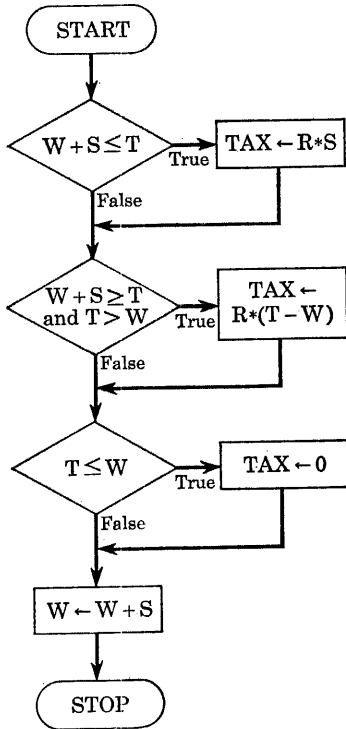 START
W + S ≤ T
True
TAX ← R*S
False
W + S ≥ T
and T > W
True
TAX ←
R*(T − W)
False
T ≤ W
True
TAX ← 0
False
W ← W + S
STOP